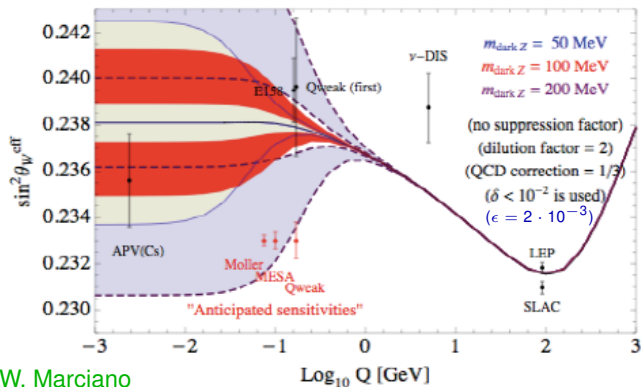 0.242
0.240
0.238
0.236
0.234
0.232
0.230
sin²θ_W^eff
E158
Qweak (first)
ν-DIS
m_dark Z = 50 MeV
m_dark Z = 100 MeV
m_dark Z = 200 MeV
(no suppression factor)
(dilution factor = 2)
(QCD correction = 1/3)
(δ < 10⁻² is used)
(ϵ = 2 · 10⁻³)
APV(Cs)
Moller
MESA
Qweak
"Anticipated sensitivities"
LEP
SLAC
−3 −2 −1 0 1 2 3
Log₁₀ Q [GeV]
W. Marciano